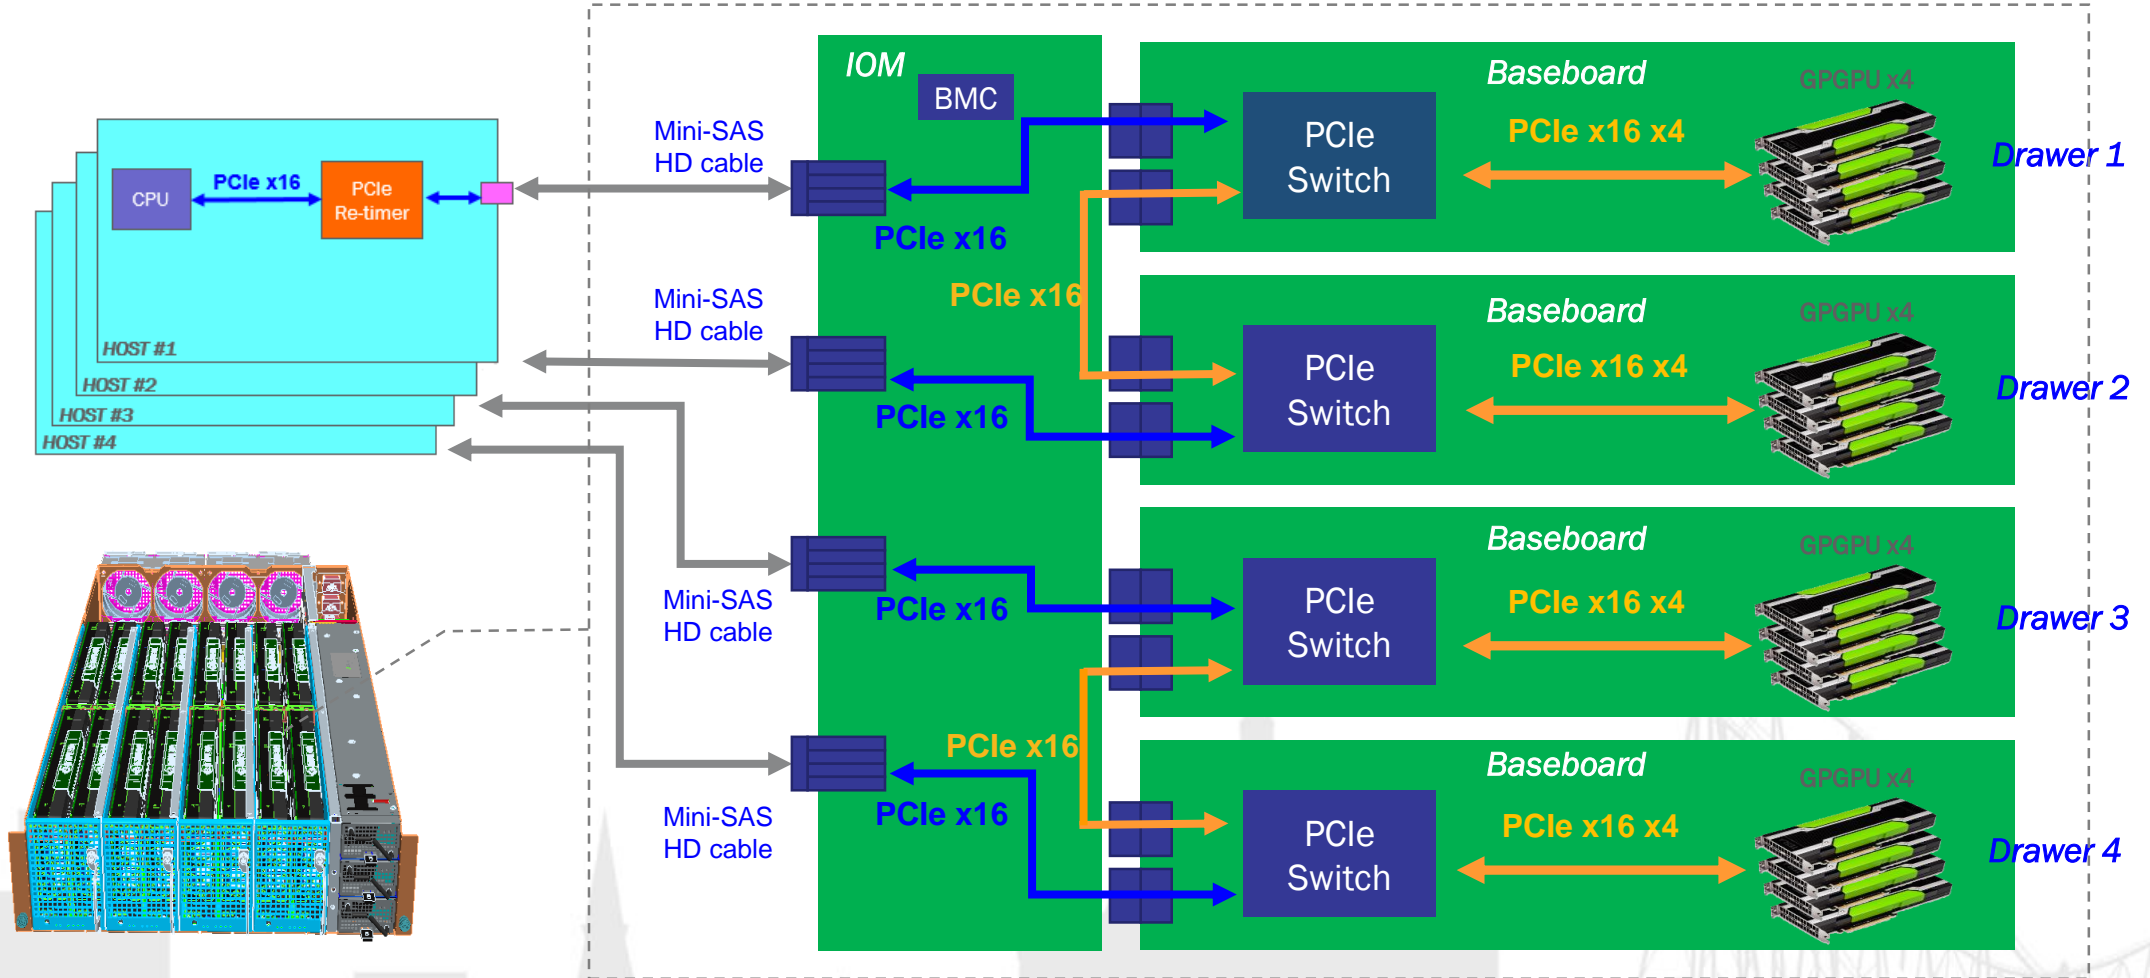 IOM
BMC
Baseboard
GPGPU x4
Mini-SAS
HD cable
PCIe
Switch
PCIe x16 x4
Drawer 1
CPU
PCIe x16
PCIe
Re-timer
PCIe x16
PCIe x16
Mini-SAS
HD cable
Baseboard
GPGPU x4
PCIe
Switch
PCIe x16 x4
Drawer 2
HOST #1
HOST #2
HOST #3
HOST #4
PCIe x16
Baseboard
GPGPU x4
Mini-SAS
HD cable
PCIe x16
PCIe
Switch
PCIe x16 x4
Drawer 3
PCIe x16
Baseboard
GPGPU x4
Mini-SAS
HD cable
PCIe x16
PCIe
Switch
PCIe x16 x4
Drawer 4